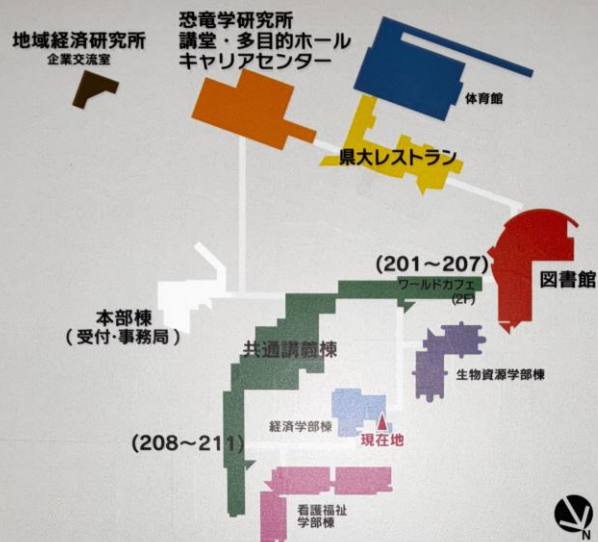 地域経済研究所
企業交流室
恐竜学研究所
講堂・多目的ホール
キャリアセンター
体育館
県大レストラン
(201〜207)
ワールドカフェ
(2F)
図書館
本部棟
(受付・事務局)
共通講義棟
生物資源学部棟
経済学部棟
現在地
(208〜211)
看護福祉
学部棟
N